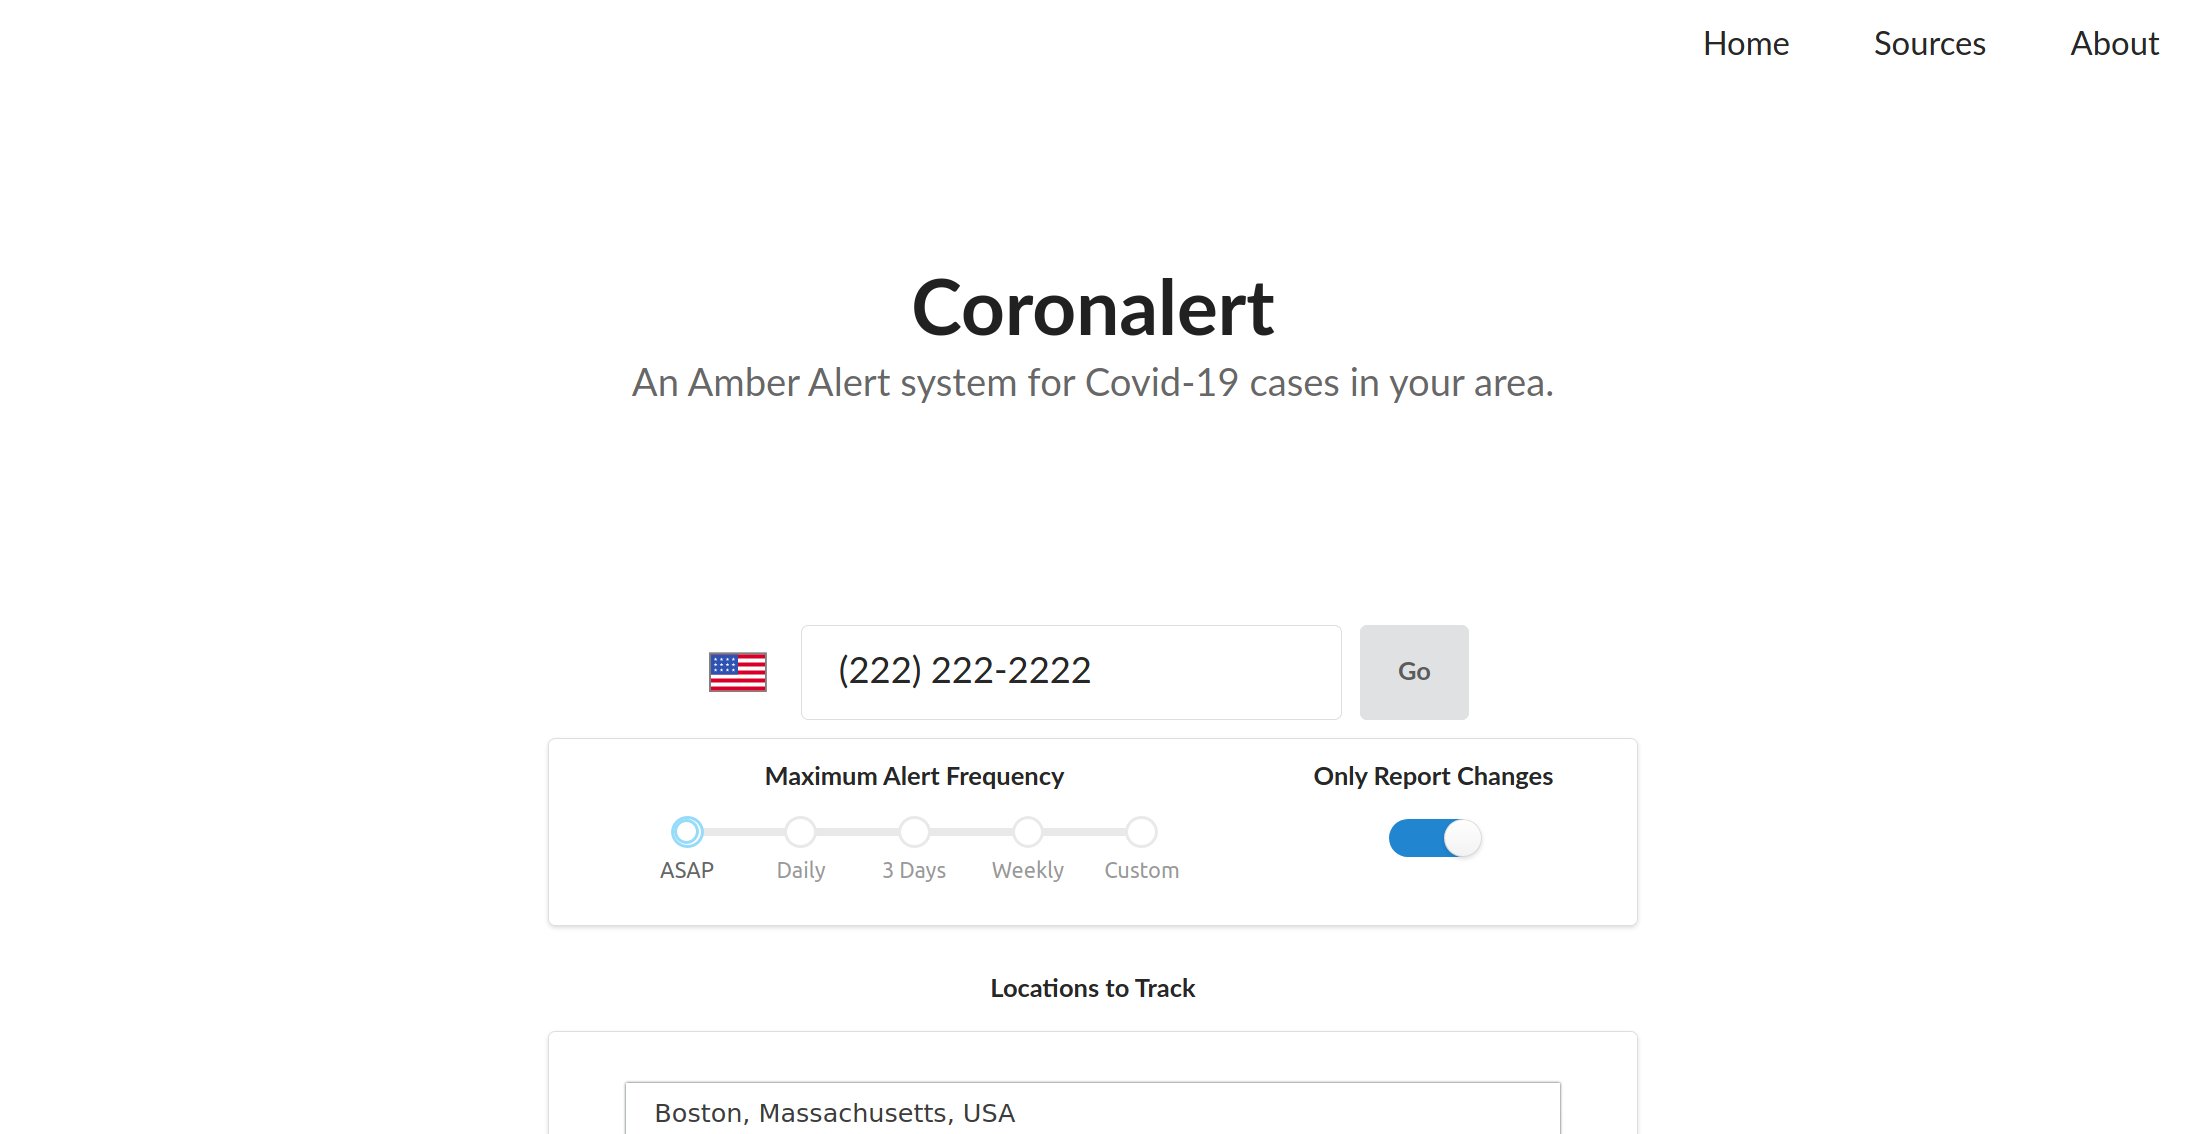 Home Sources About
Coronalert
An Amber Alert system for Covid-19 cases in your area.
(222) 222-2222 Go
Maximum Alert Frequency Only Report Changes
ASAP Daily 3 Days Weekly Custom
Locations to Track
Boston, Massachusetts, USA